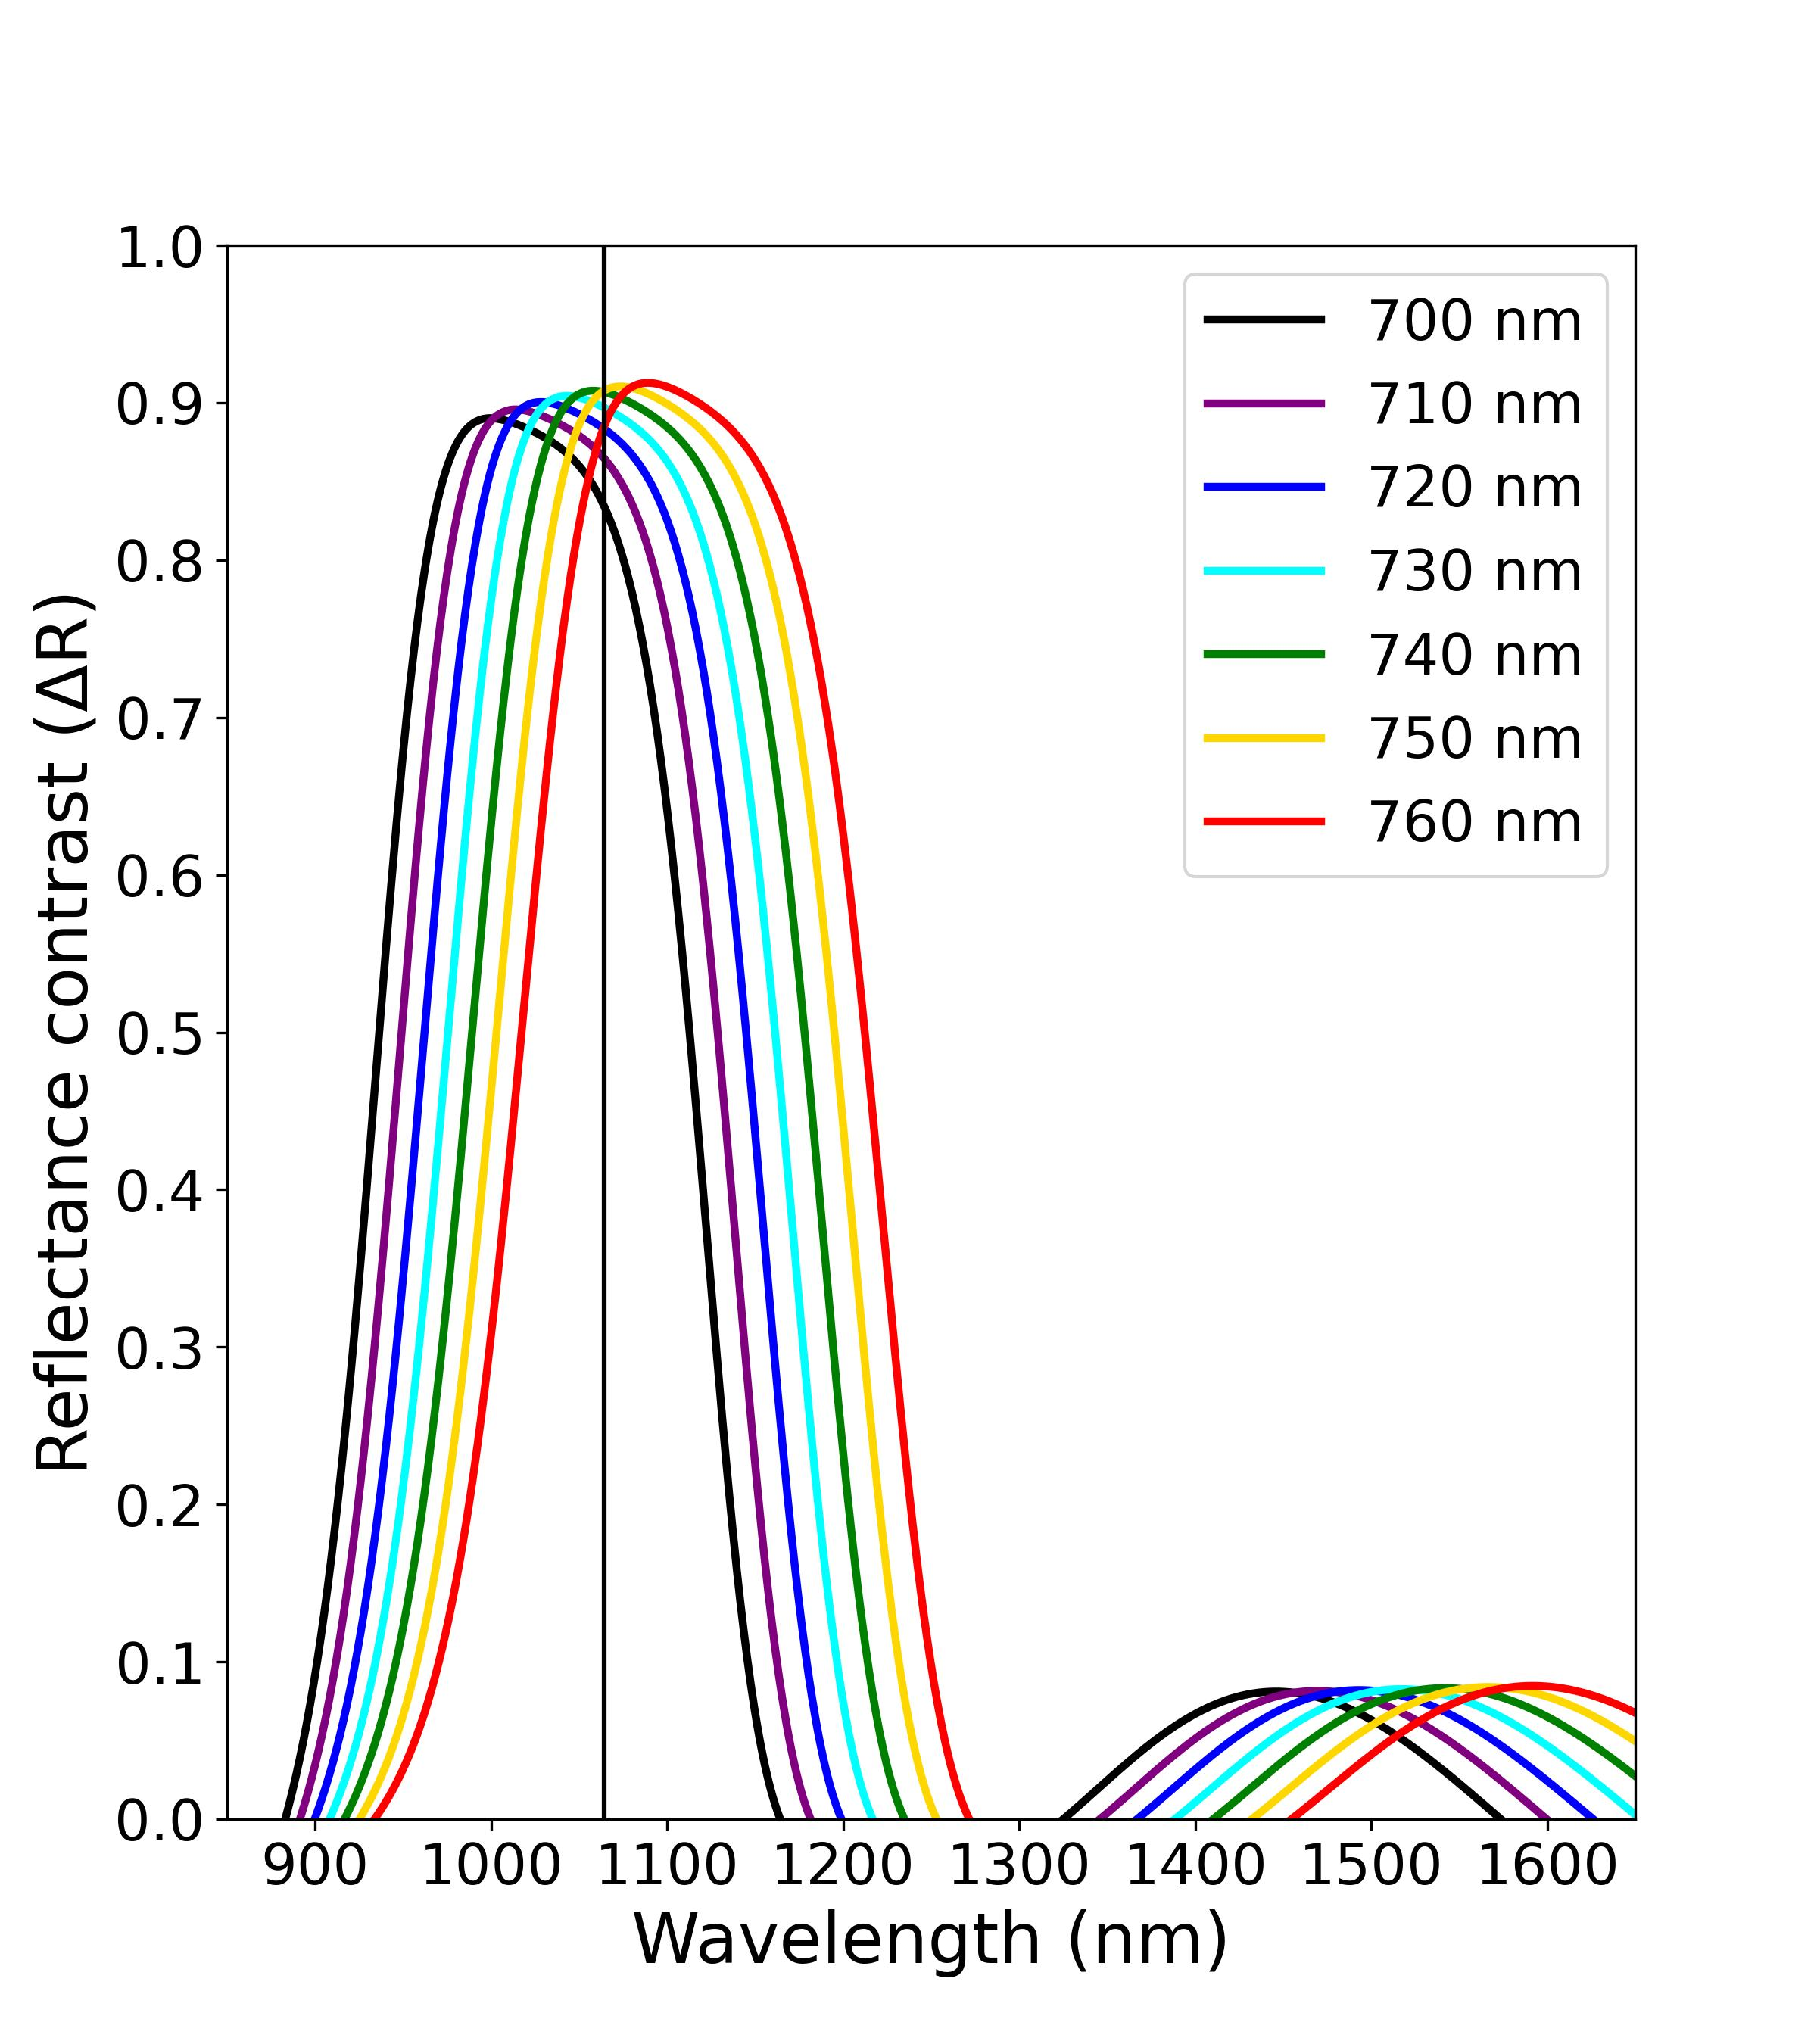 1.0
0.9
0.8
0.7
0.6
0.5
0.4
0.3
0.2
0.1
0.0
Reflectance contrast (ΔR)
700 nm
710 nm
720 nm
730 nm
740 nm
750 nm
760 nm
900 1000 1100 1200 1300 1400 1500 1600
Wavelength (nm)